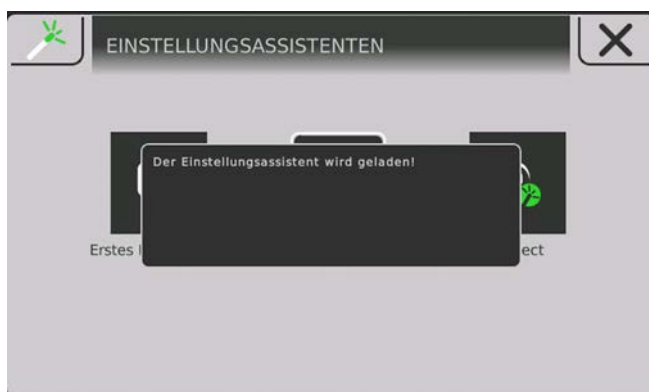 EINSTELLUNGSASSISTENTEN
Der Einstellungsassistent wird geladen!
Erstes
ect